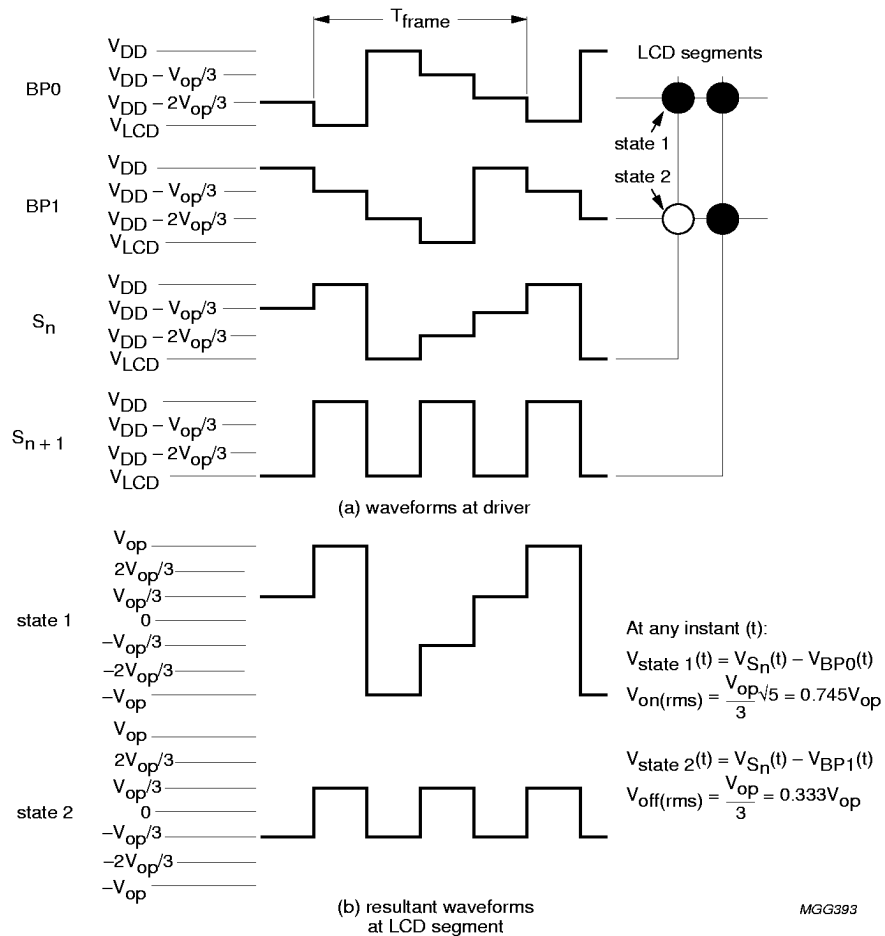 Tframe
BP0
VDD
VDD − Vop/3
VDD − 2Vop/3
VLCD
LCD segments
state 1
state 2
BP1
VDD
VDD − Vop/3
VDD − 2Vop/3
VLCD
Sn
VDD
VDD − Vop/3
VDD − 2Vop/3
VLCD
Sn + 1
VDD
VDD − Vop/3
VDD − 2Vop/3
VLCD
(a) waveforms at driver
state 1
Vop
2Vop/3
Vop/3
0
−Vop/3
−2Vop/3
−Vop
At any instant (t):
Vstate 1(t) = VSn(t) − VBP0(t)
Von(rms) = Vop/3 √5 = 0.745Vop
state 2
Vop
2Vop/3
Vop/3
0
−Vop/3
−2Vop/3
−Vop
Vstate 2(t) = VSn(t) − VBP1(t)
Voff(rms) = Vop/3 = 0.333Vop
(b) resultant waveforms
at LCD segment
MGG393